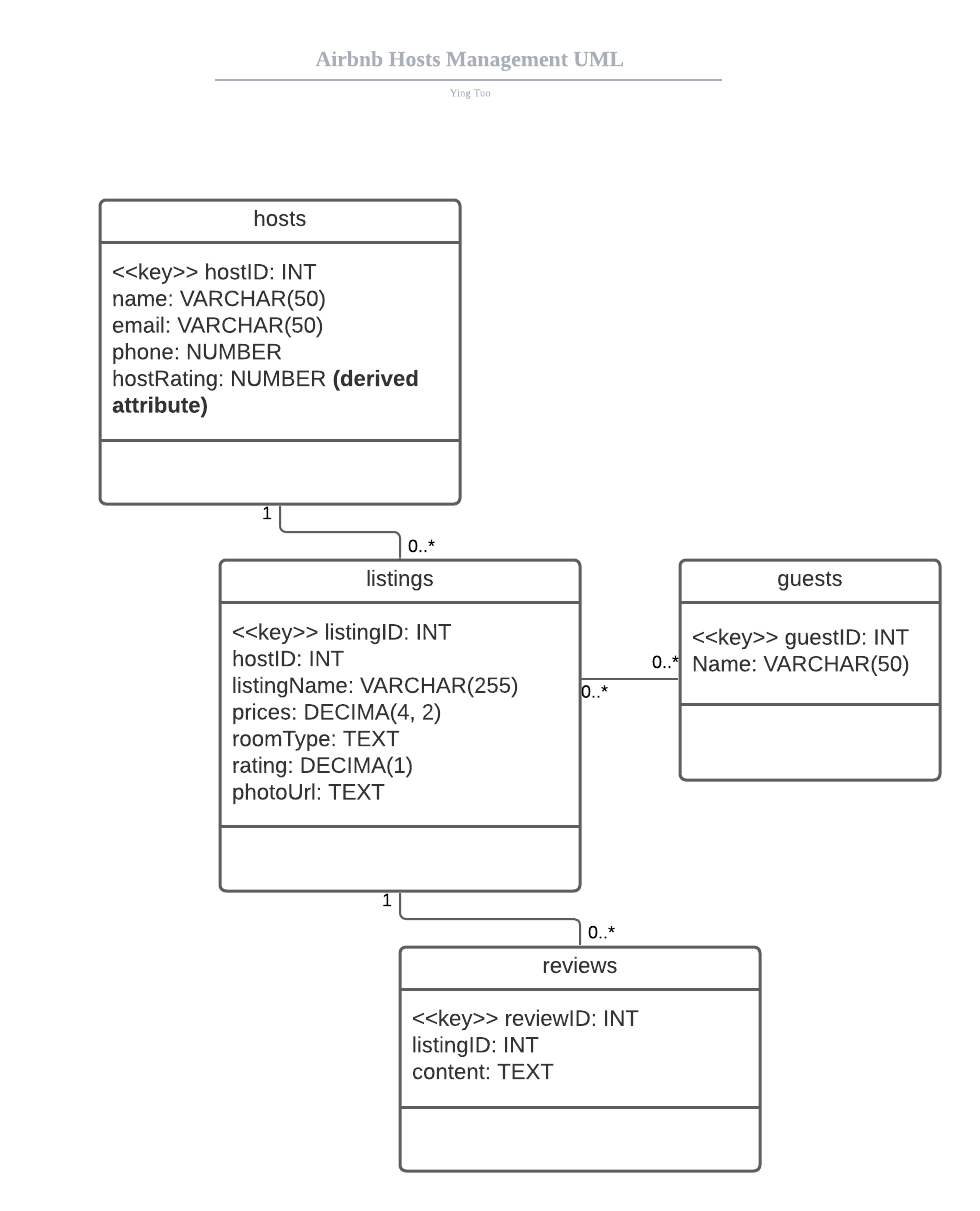 Airbnb Hosts Management UML
Ying Tuo
hosts
<<key>> hostID: INT
name: VARCHAR(50)
email: VARCHAR(50)
phone: NUMBER
hostRating: NUMBER (derived
attribute)
1
0..*
listings
<<key>> listingID: INT
hostID: INT
listingName: VARCHAR(255)
prices: DECIMA(4, 2)
roomType: TEXT
rating: DECIMA(1)
photoUrl: TEXT
0..*
0..*
guests
<<key>> guestID: INT
Name: VARCHAR(50)
1
0..*
reviews
<<key>> reviewID: INT
listingID: INT
content: TEXT